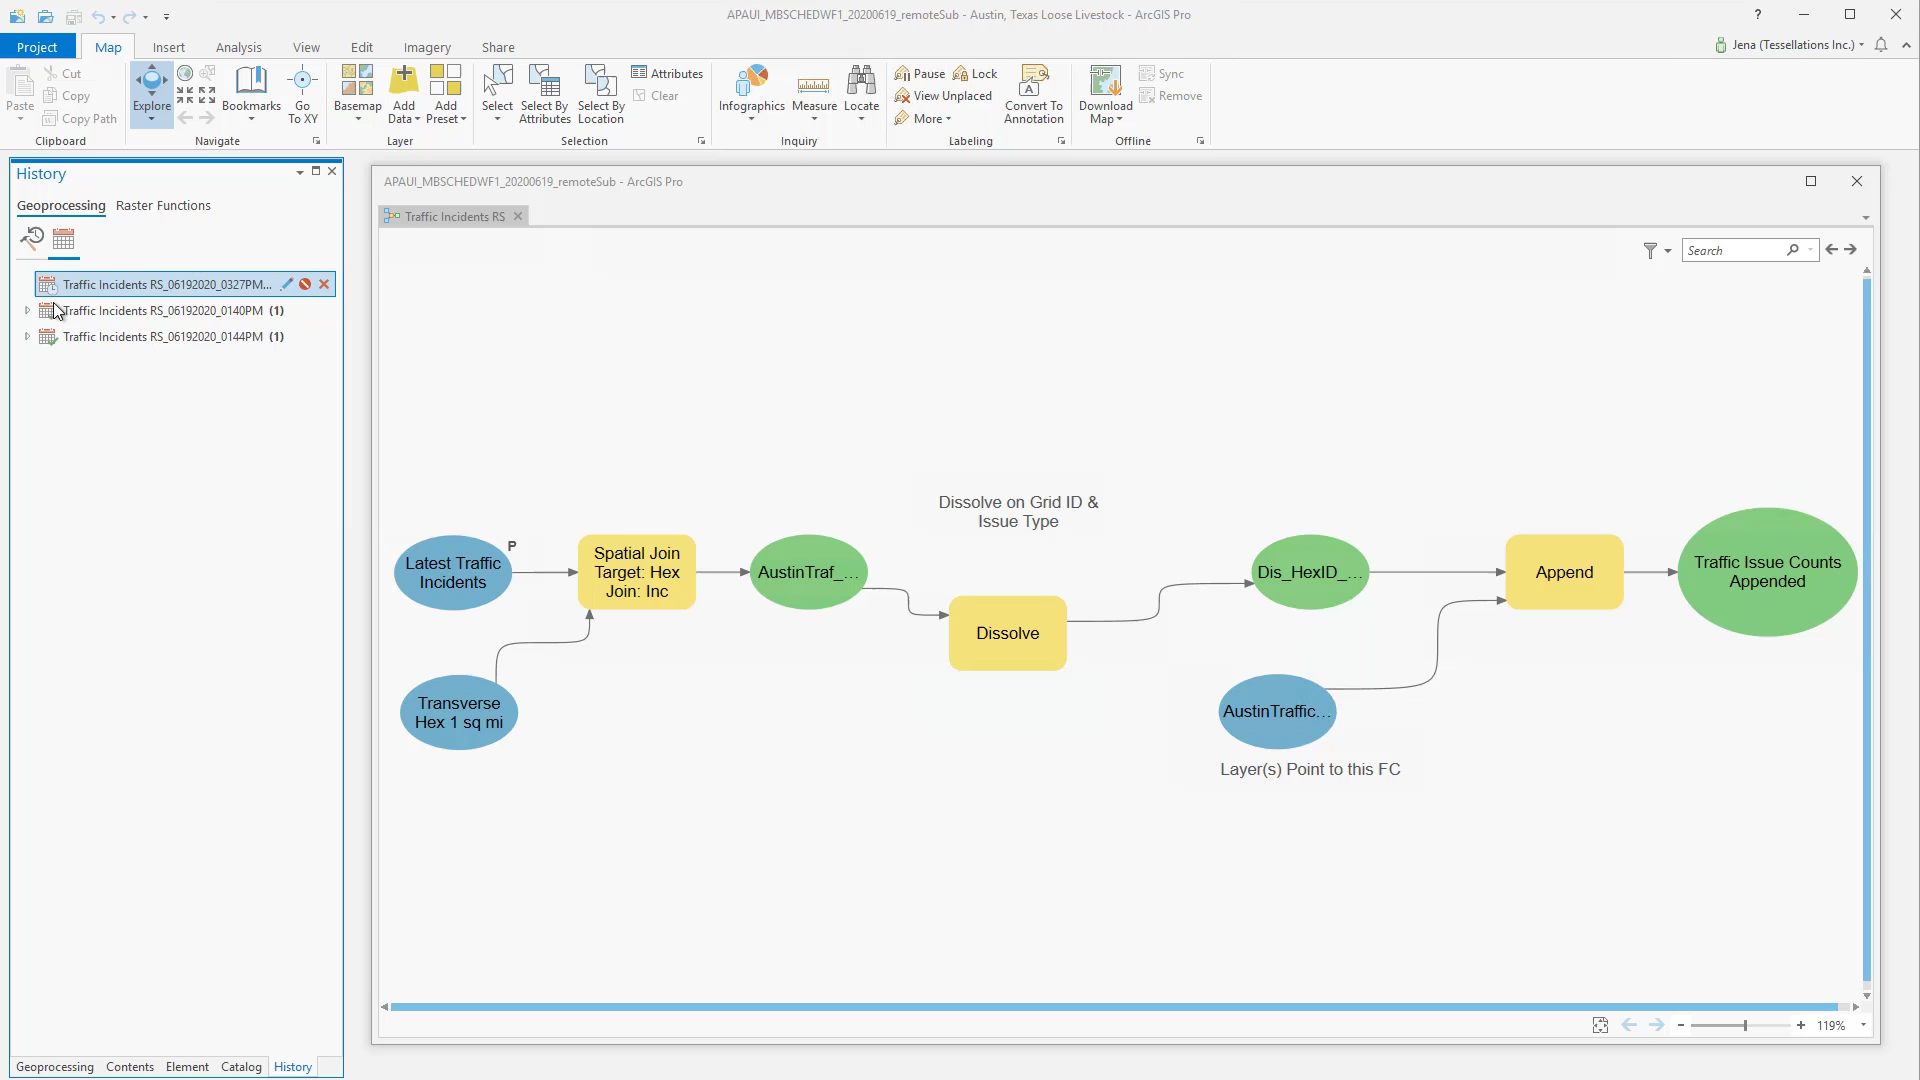 APAUI_MBSCHEDWF1_20200619_remoteSub - Austin, Texas Loose Livestock - ArcGIS Pro
?
Project Map Insert Analysis View Edit Imagery Share
Jena (Tessellations Inc.)
Paste
Cut
Copy
Copy Path
Clipboard
Explore
Bookmarks
Go
To XY
Navigate
Basemap
Add
Data
Add
Preset
Layer
Select
Select By
Attributes
Select By
Location
Attributes
Clear
Selection
Infographics
Measure
Locate
Inquiry
Pause Lock
View Unplaced
More
Convert To
Annotation
Labeling
Download
Map
Sync
Remove
Offline
History
Geoprocessing Raster Functions
Traffic Incidents RS_06192020_0327PM...
Traffic Incidents RS_06192020_0140PM (1)
Traffic Incidents RS_06192020_0144PM (1)
APAUI_MBSCHEDWF1_20200619_remoteSub - ArcGIS Pro
Traffic Incidents RS
Search
Dissolve on Grid ID &
Issue Type
P
Latest Traffic
Incidents
Spatial Join
Target: Hex
Join: Inc
AustinTraf_...
Dis_HexID_...
Append
Traffic Issue Counts
Appended
Dissolve
Transverse
Hex 1 sq mi
AustinTraffic...
Layer(s) Point to this FC
119%
Geoprocessing Contents Element Catalog History